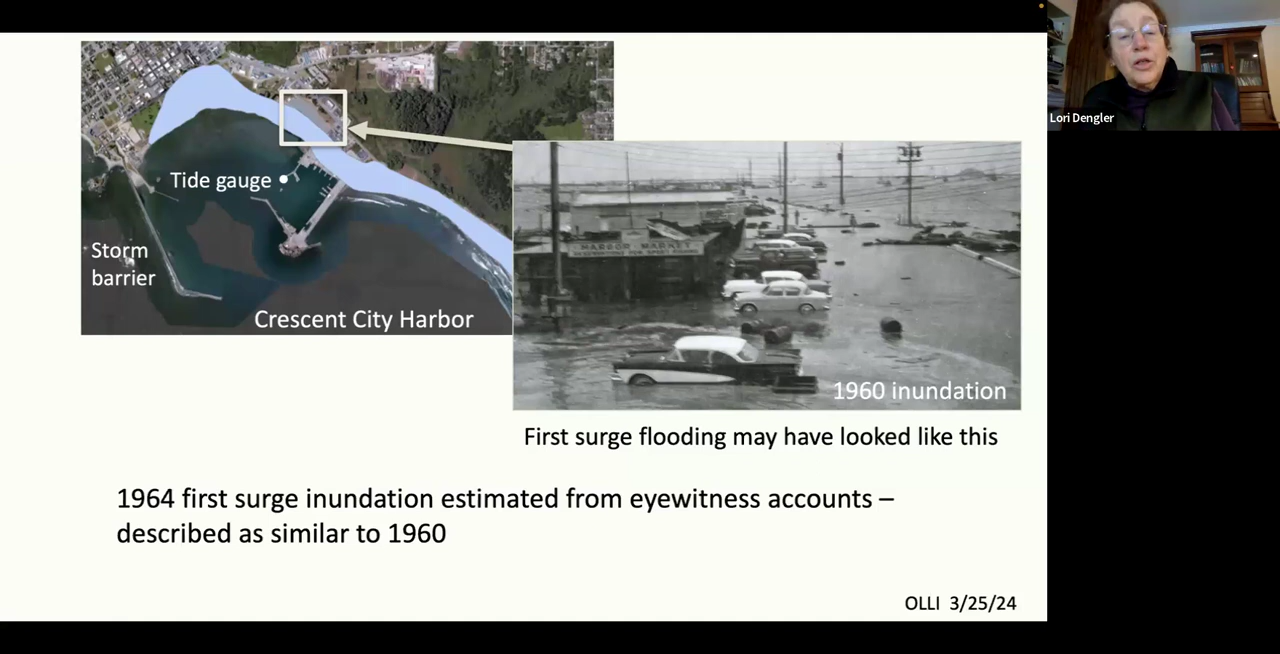 Lori Dengler
Tide gauge
Storm
barrier
Crescent City Harbor
HARBOR MARKET
1960 inundation
First surge flooding may have looked like this
1964 first surge inundation estimated from eyewitness accounts –
described as similar to 1960
OLLI 3/25/24